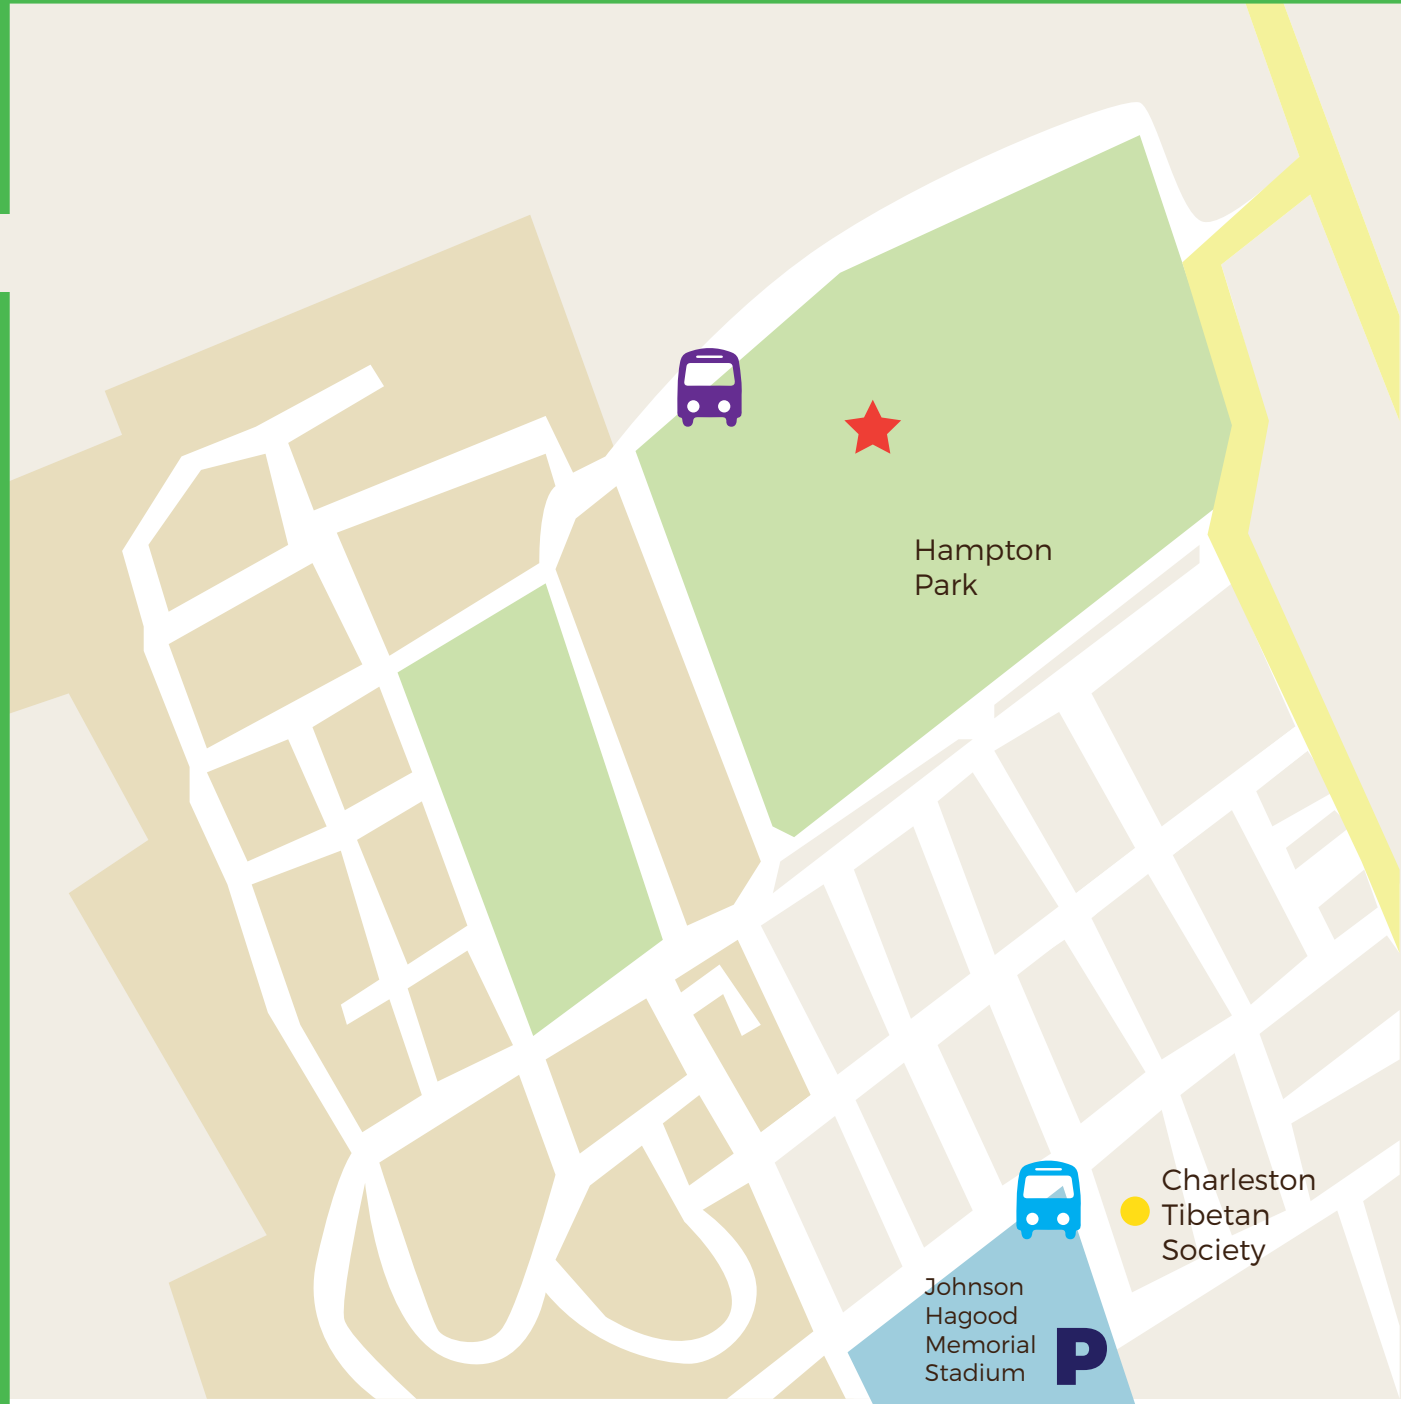 Hampton
Park
Charleston
Tibetan
Society
Johnson
Hagood
Memorial
Stadium
P